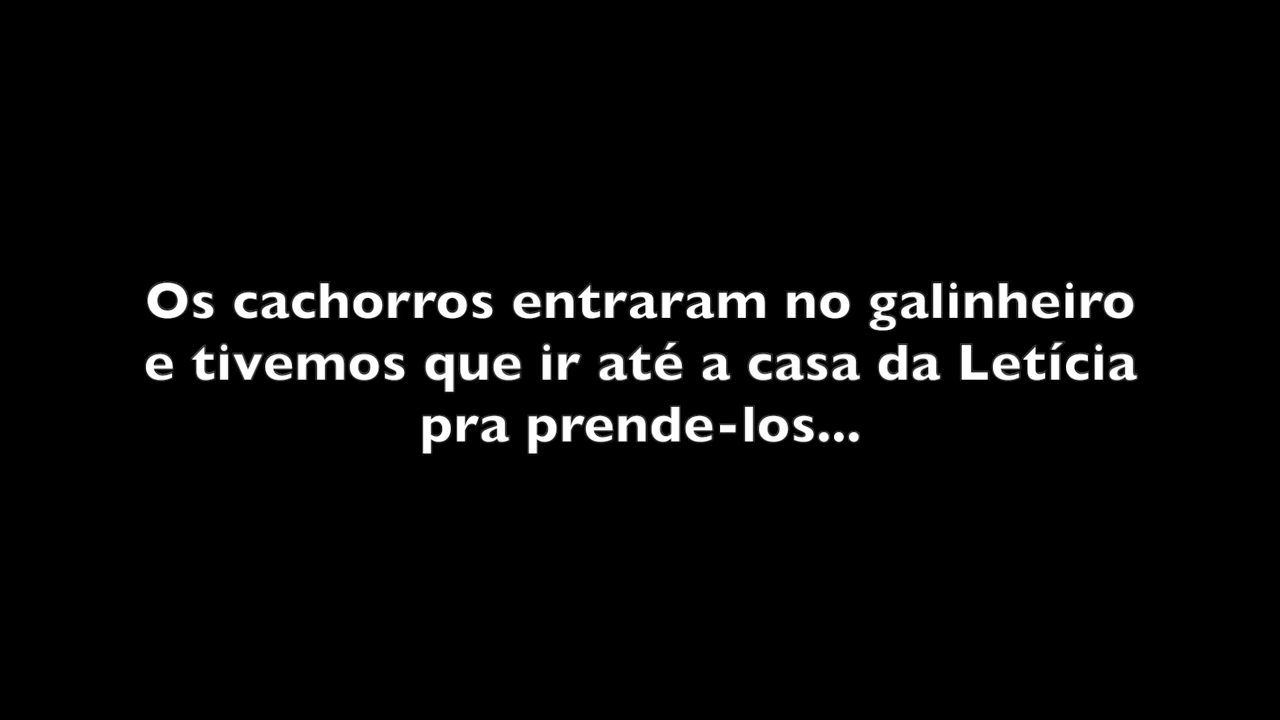 Os cachorros entraram no galinheiro
e tivemos que ir até a casa da Letícia
pra prende-los...